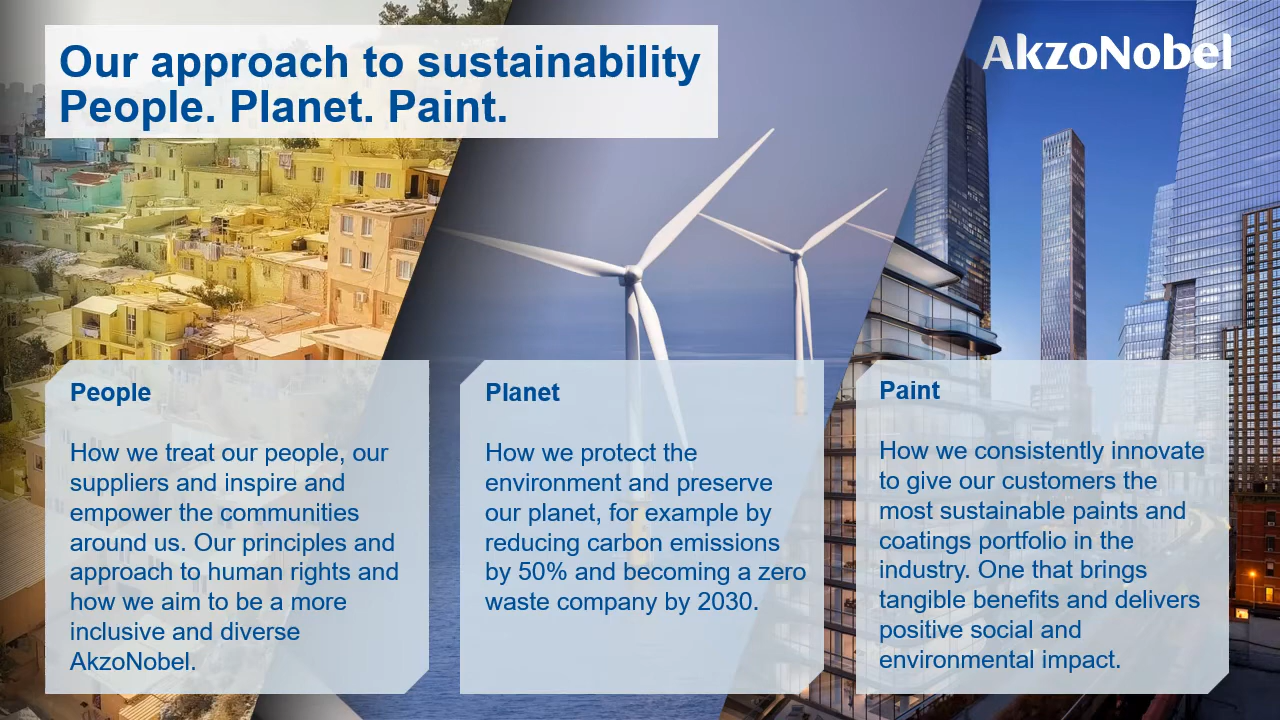 Our approach to sustainability
People. Planet. Paint.
AkzoNobel
People
How we treat our people, our
suppliers and inspire and
empower the communities
around us. Our principles and
approach to human rights and
how we aim to be a more
inclusive and diverse
AkzoNobel.
Planet
How we protect the
environment and preserve
our planet, for example by
reducing carbon emissions
by 50% and becoming a zero
waste company by 2030.
Paint
How we consistently innovate
to give our customers the
most sustainable paints and
coatings portfolio in the
industry. One that brings
tangible benefits and delivers
positive social and
environmental impact.